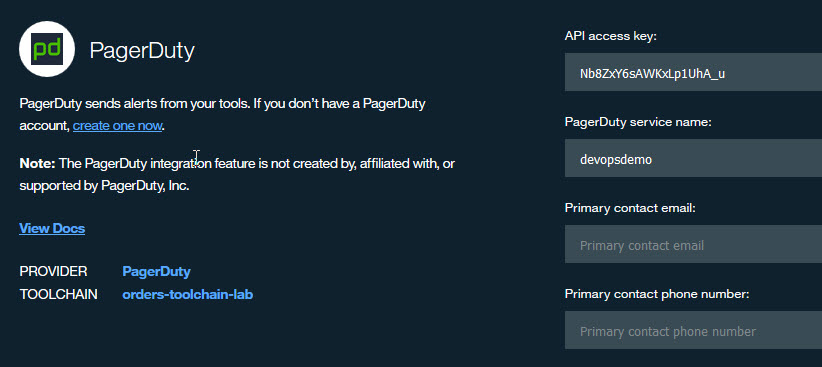 pd
PagerDuty
PagerDuty sends alerts from your tools. If you don’t have a PagerDuty
account, create one now.
Note: The PagerDuty integration feature is not created by, affiliated with, or
supported by PagerDuty, Inc.
View Docs
PROVIDER PagerDuty
TOOLCHAIN orders-toolchain-lab
API access key:
Nb8ZxY6sAWKxLp1UhA_u
PagerDuty service name:
devopsdemo
Primary contact email:
Primary contact email
Primary contact phone number:
Primary contact phone number